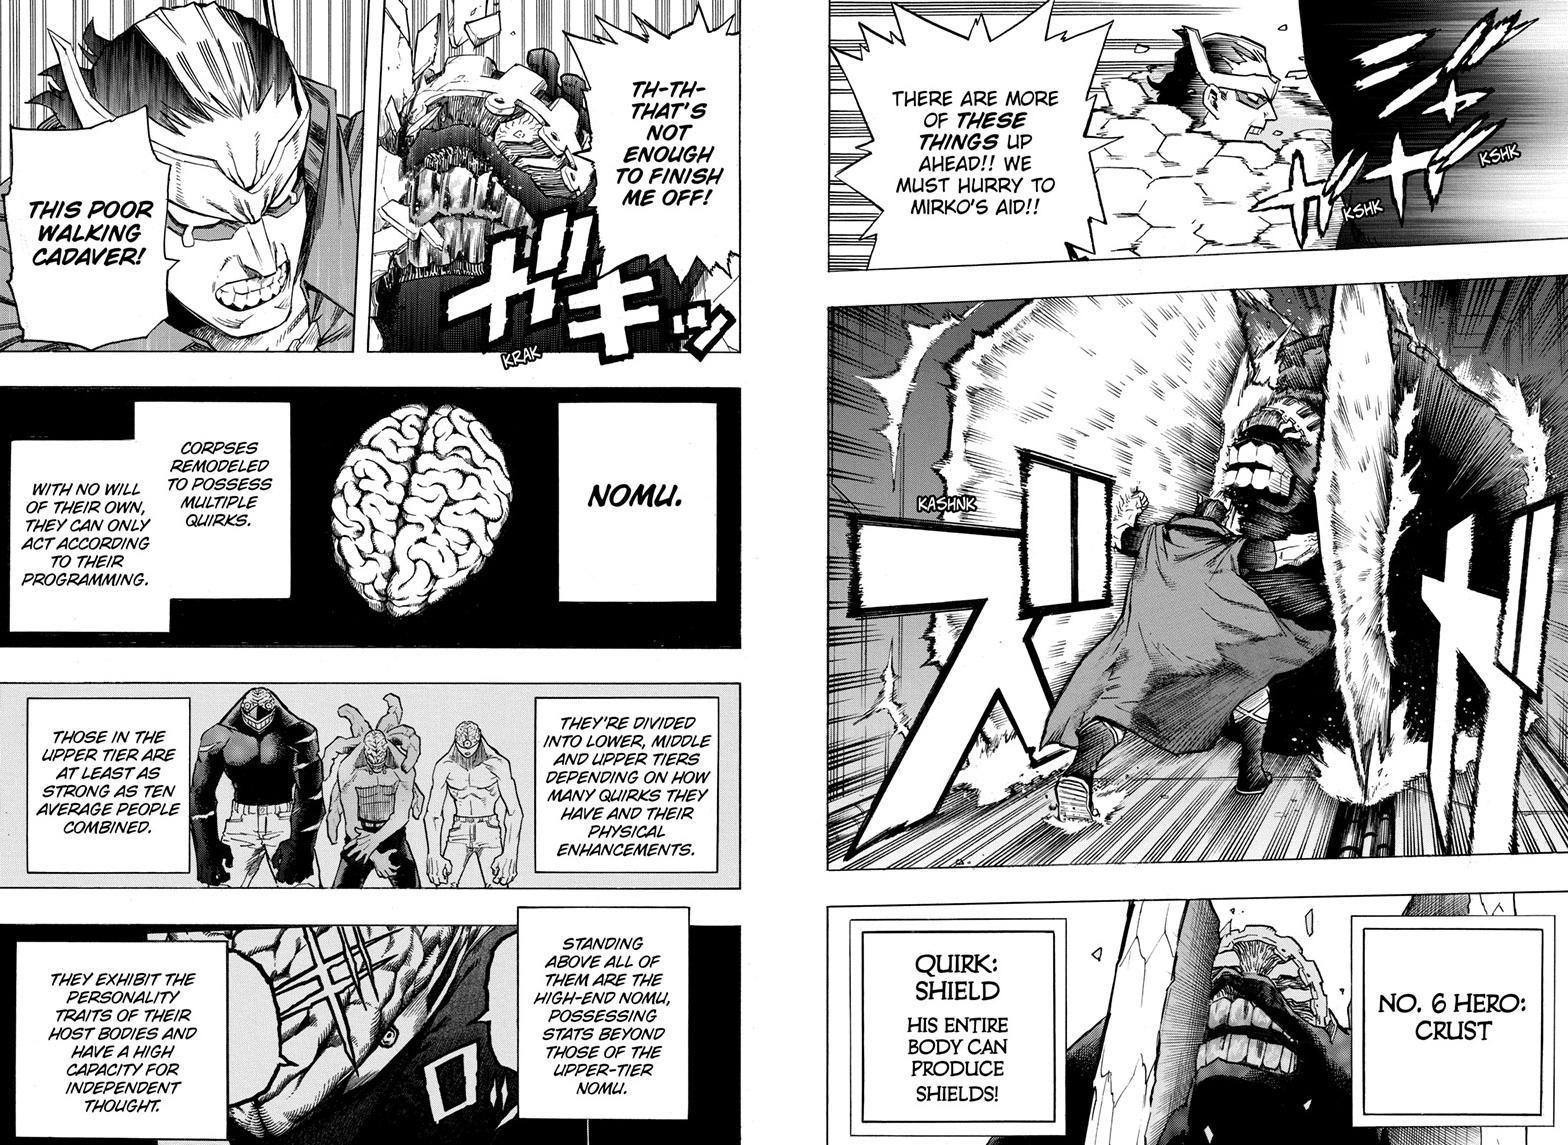 THERE ARE MORE
OF THESE
THINGS UP
AHEAD!! WE
MUST HURRY TO
MIRKO'S AID!!
ギギギギ
KSHK
KSHK
KASHNK
NO. 6 HERO:
CRUST
QUIRK:
SHIELD
HIS ENTIRE
BODY CAN
PRODUCE
SHIELDS!
TH-TH-
THAT'S
NOT
ENOUGH
TO FINISH
ME OFF!
ガキッ
KRAK
THIS POOR
WALKING
CADAVER!
NOMU.
CORPSES
REMODELED
TO POSSESS
MULTIPLE
QUIRKS.
WITH NO WILL
OF THEIR OWN,
THEY CAN ONLY
ACT ACCORDING
TO THEIR
PROGRAMMING.
THEY'RE DIVIDED
INTO LOWER, MIDDLE
AND UPPER TIERS
DEPENDING ON HOW
MANY QUIRKS THEY
HAVE AND THEIR
PHYSICAL
ENHANCEMENTS.
THOSE IN THE
UPPER TIER ARE
AT LEAST AS
STRONG AS TEN
AVERAGE PEOPLE
COMBINED.
STANDING
ABOVE ALL OF
THEM ARE THE
HIGH-END NOMU,
POSSESSING
STATS BEYOND
THOSE OF THE
UPPER-TIER
NOMU.
THEY EXHIBIT THE
PERSONALITY
TRAITS OF THEIR
HOST BODIES AND
HAVE A HIGH
CAPACITY FOR
INDEPENDENT
THOUGHT.